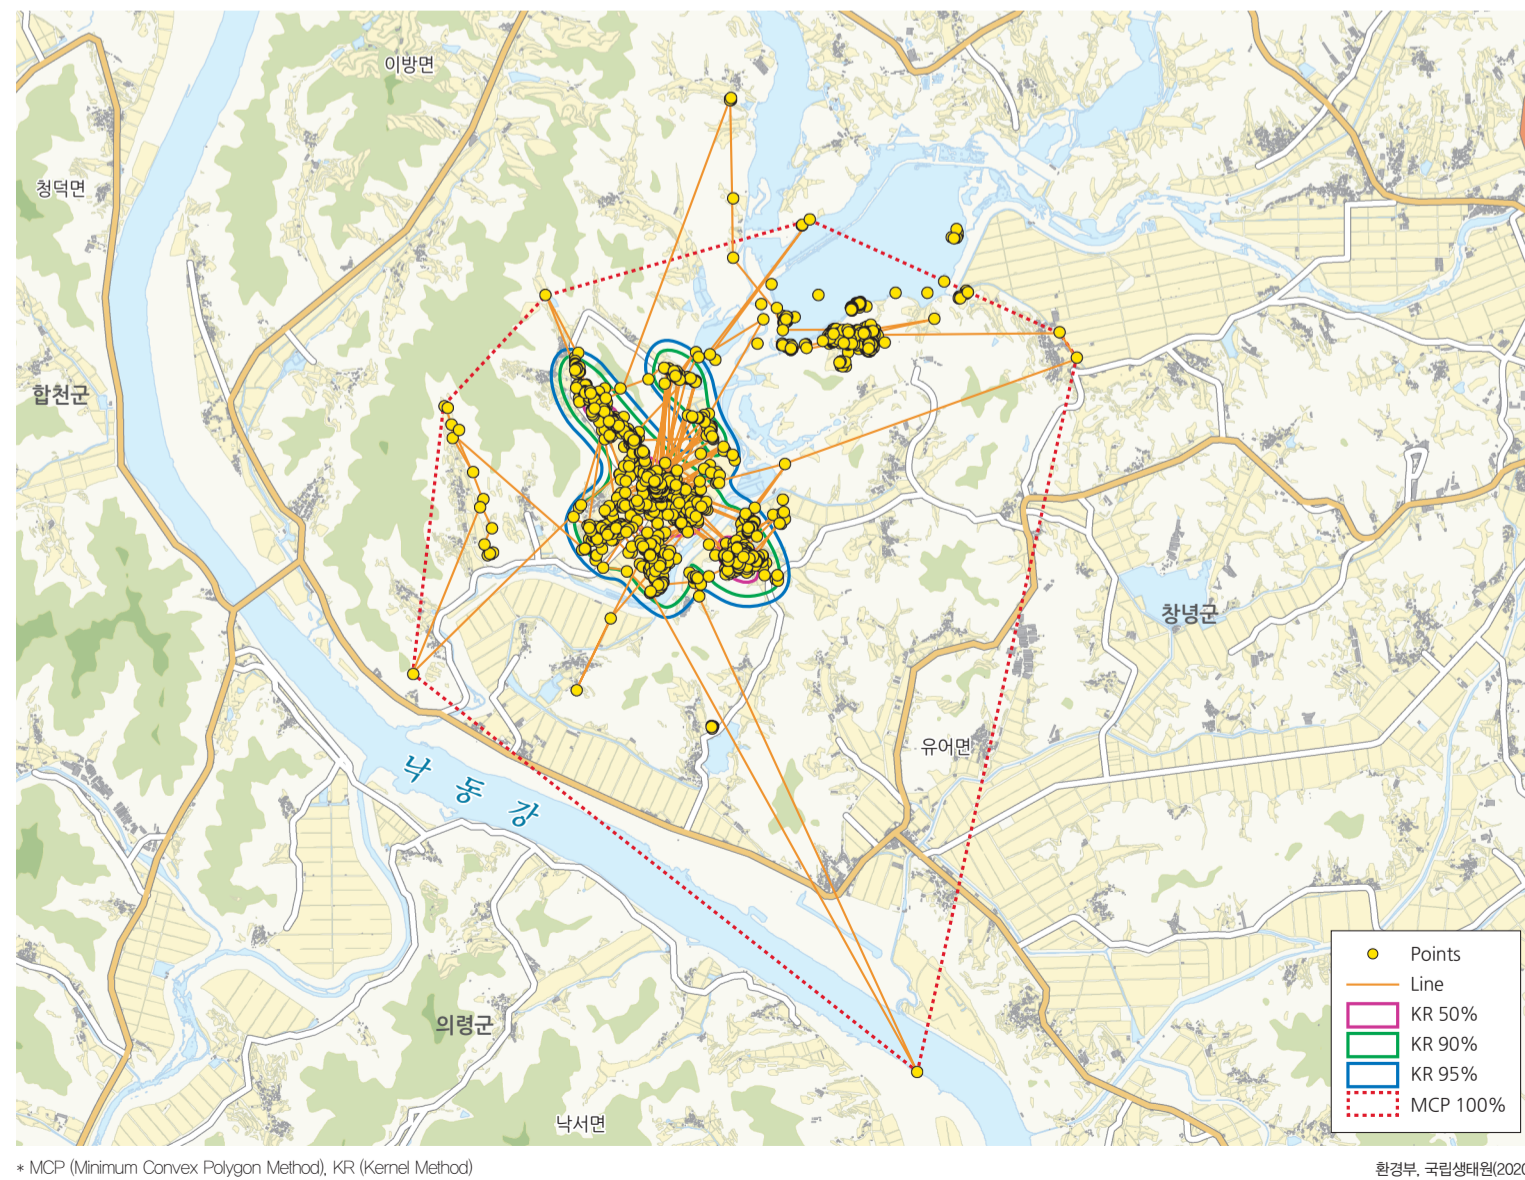 이방면
청덕면
합천군
창녕군
유어면
낙동강
의령군
낙서면
Points
Line
KR 50%
KR 90%
KR 95%
MCP 100%
* MCP (Minimum Convex Polygon Method), KR (Kernel Method)
환경부, 국립생태원(2020